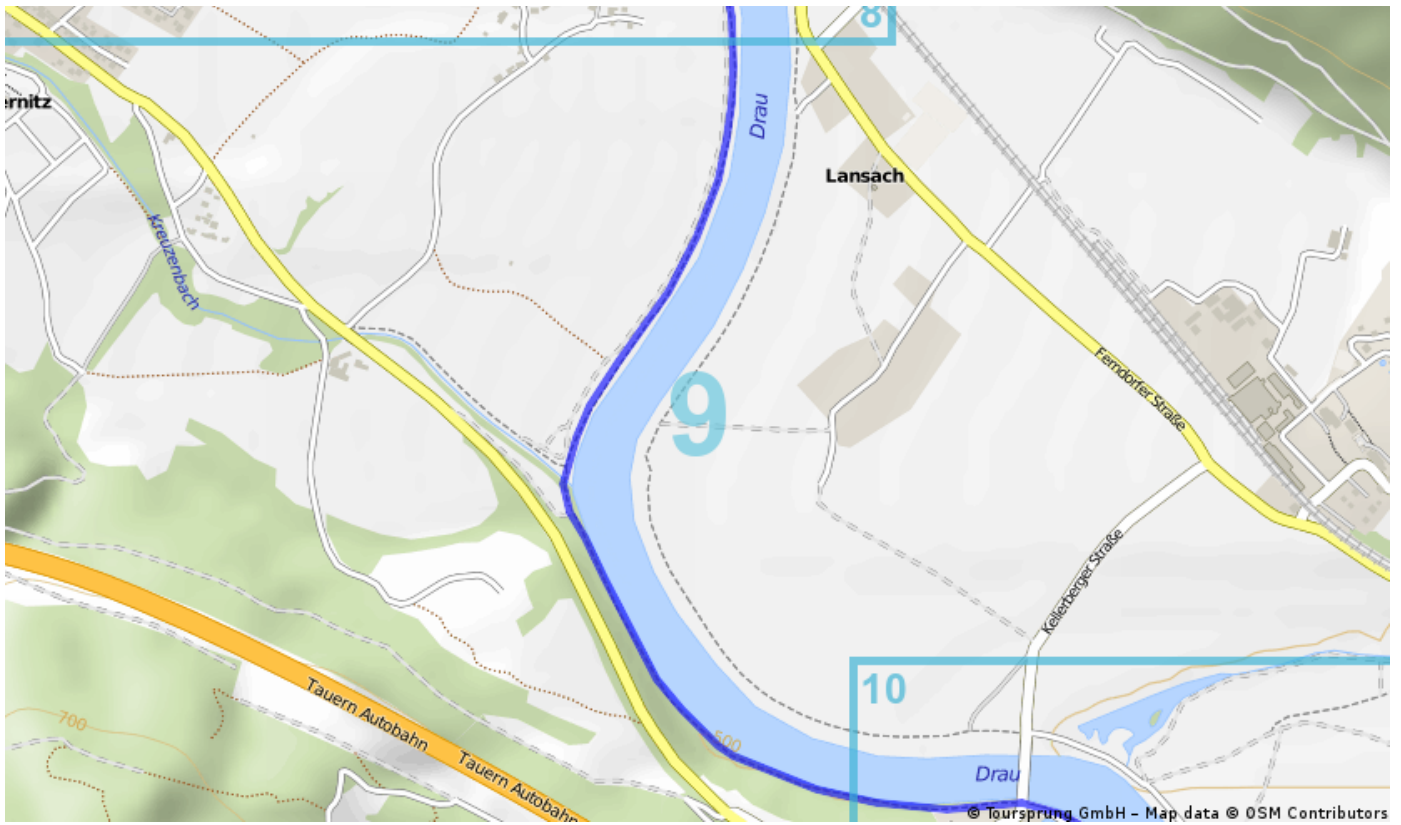 8
ernitz
Drau
Lansach
Kreuzenbach
Ferndorfer Straße
9
Kellerberger Straße
10
Tauern Autobahn
700
Tauern Autobahn
500
Drau
© Toursprung GmbH – Map data © OSM Contributors